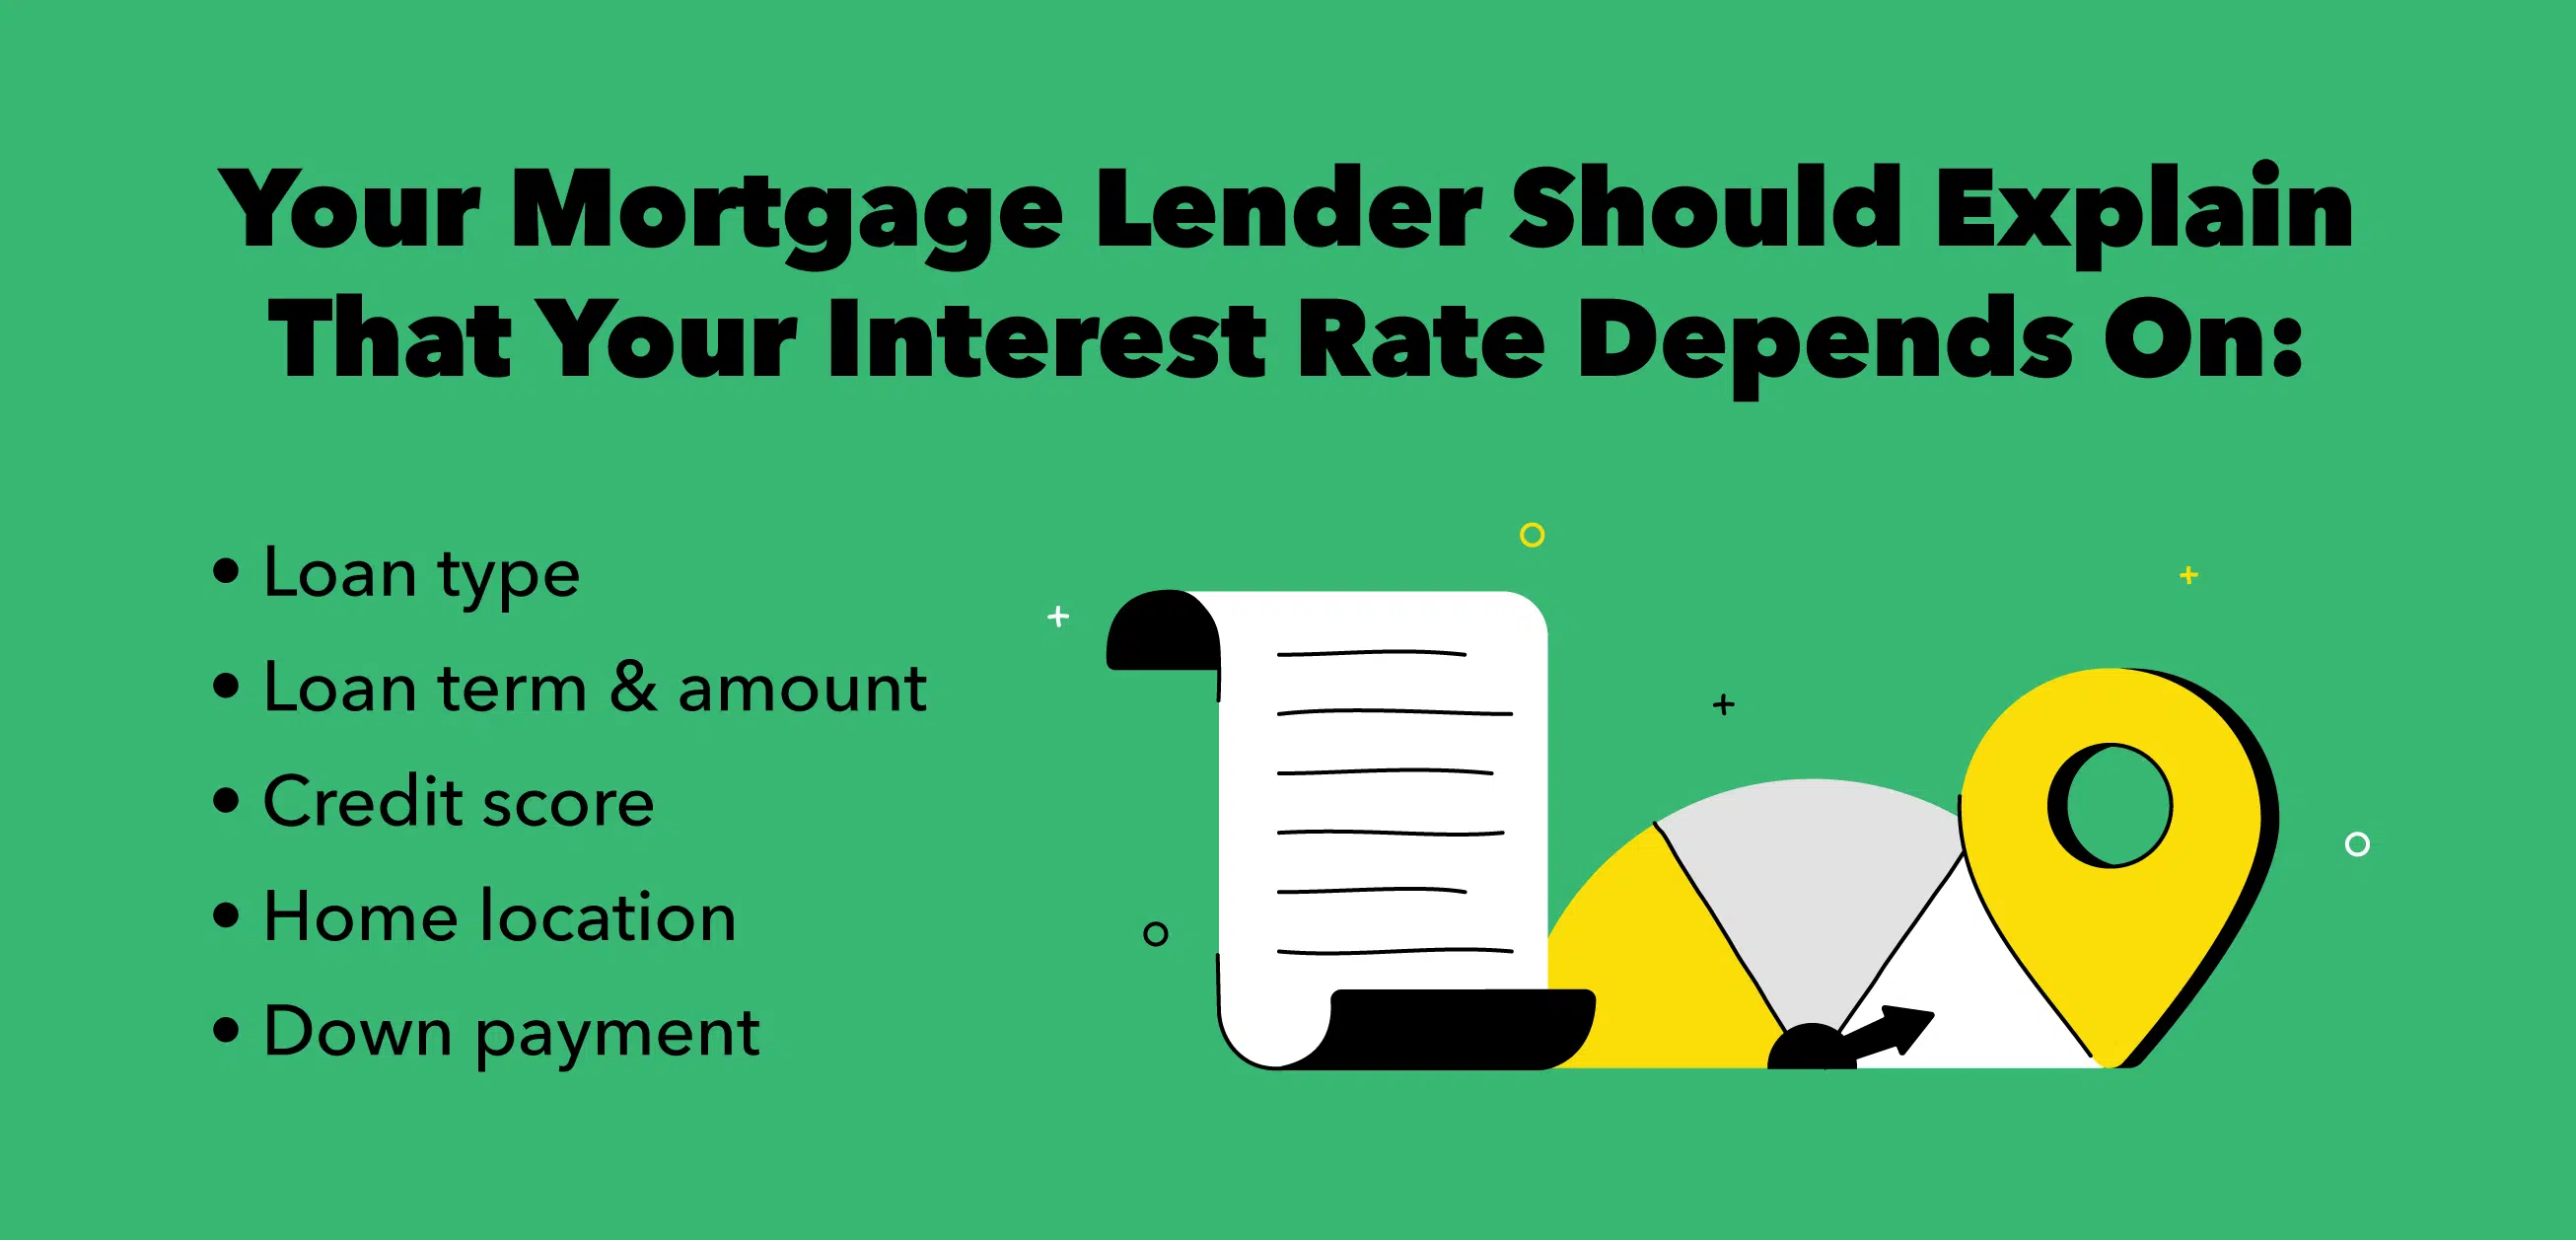 Your Mortgage Lender Should Explain
That Your Interest Rate Depends On:
• Loan type
• Loan term & amount
• Credit score
• Home location
• Down payment